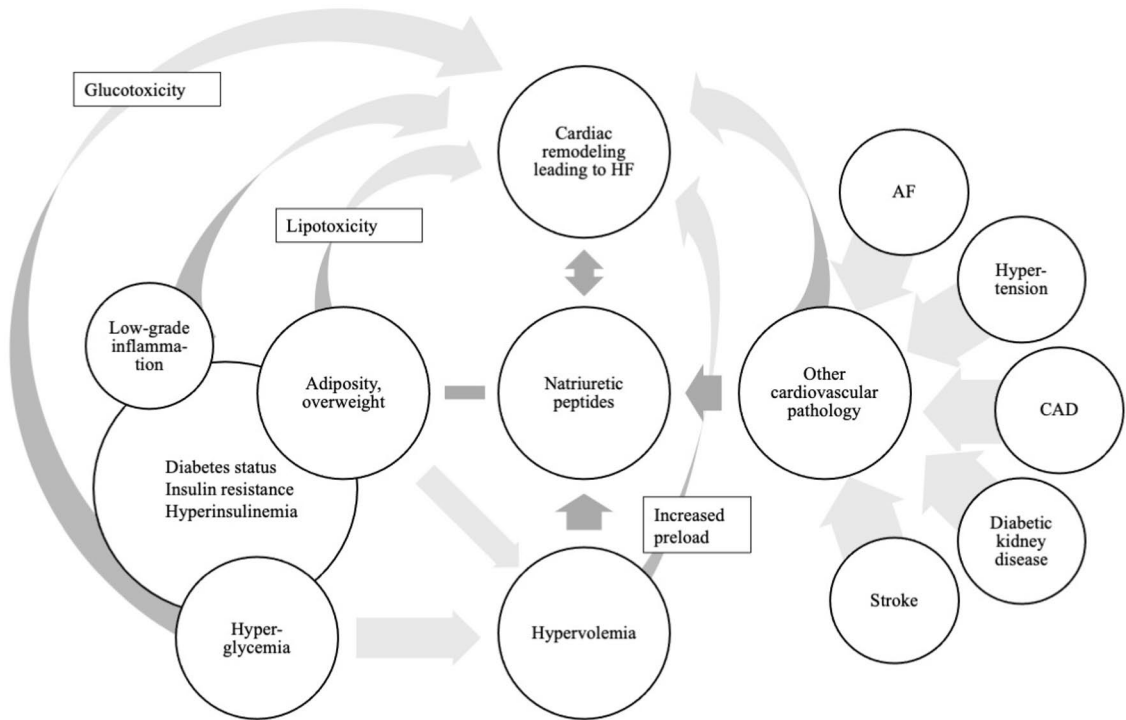 Glucotoxicity
Cardiac
remodeling
leading to HF
AF
Lipotoxicity
Hyper-
tension
Low-grade
inflamma-
tion
Adiposity,
overweight
Natriuretic
peptides
Other
cardiovascular
pathology
CAD
Diabetes status
Insulin resistance
Hyperinsulinemia
Increased
preload
Diabetic
kidney
disease
Stroke
Hyper-
glycemia
Hypervolemia